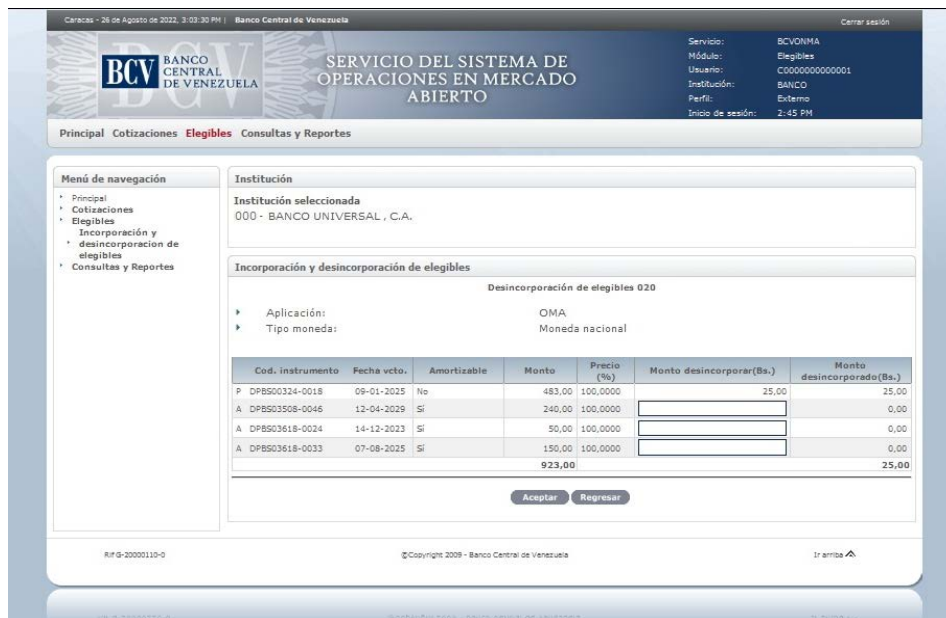 Caracas - 26 de Agosto de 2022, 3:03:30 PM | Banco Central de Venezuela
Cerrar sesión
BCV BANCO CENTRAL DE VENEZUELA
SERVICIO DEL SISTEMA DE
OPERACIONES EN MERCADO
ABIERTO
Servicio: BCVONMA
Módulo: Elegibles
Usuario: C0000000000001
Institución: BANCO
Perfil: Externo
Inicio de sesión: 2:45 PM
Principal Cotizaciones Elegibles Consultas y Reportes
Menú de navegación
Principal
Cotizaciones
Elegibles
Incorporación y
desincorporacion de
elegibles
Consultas y Reportes
Institución
Institución seleccionada
000 - BANCO UNIVERSAL , C.A.
Incorporación y desincorporación de elegibles
Desincorporación de elegibles 020
Aplicación: OMA
Tipo moneda: Moneda nacional
Cod. instrumento Fecha vcto. Amortizable Monto Precio (%) Monto desincorporar(Bs.) Monto desincorporado(Bs.)
P DPBS00324-0018 09-01-2025 No 483,00 100,0000 25,00 25,00
A DPBS03508-0046 12-04-2029 Sí 240,00 100,0000 0,00
A DPBS03618-0024 14-12-2023 Sí 50,00 100,0000 0,00
A DPBS03618-0033 07-08-2025 Sí 150,00 100,0000 0,00
923,00 25,00
Aceptar Regresar
RIF G-20000110-0
©Copyright 2009 - Banco Central de Venezuela
Ir arriba